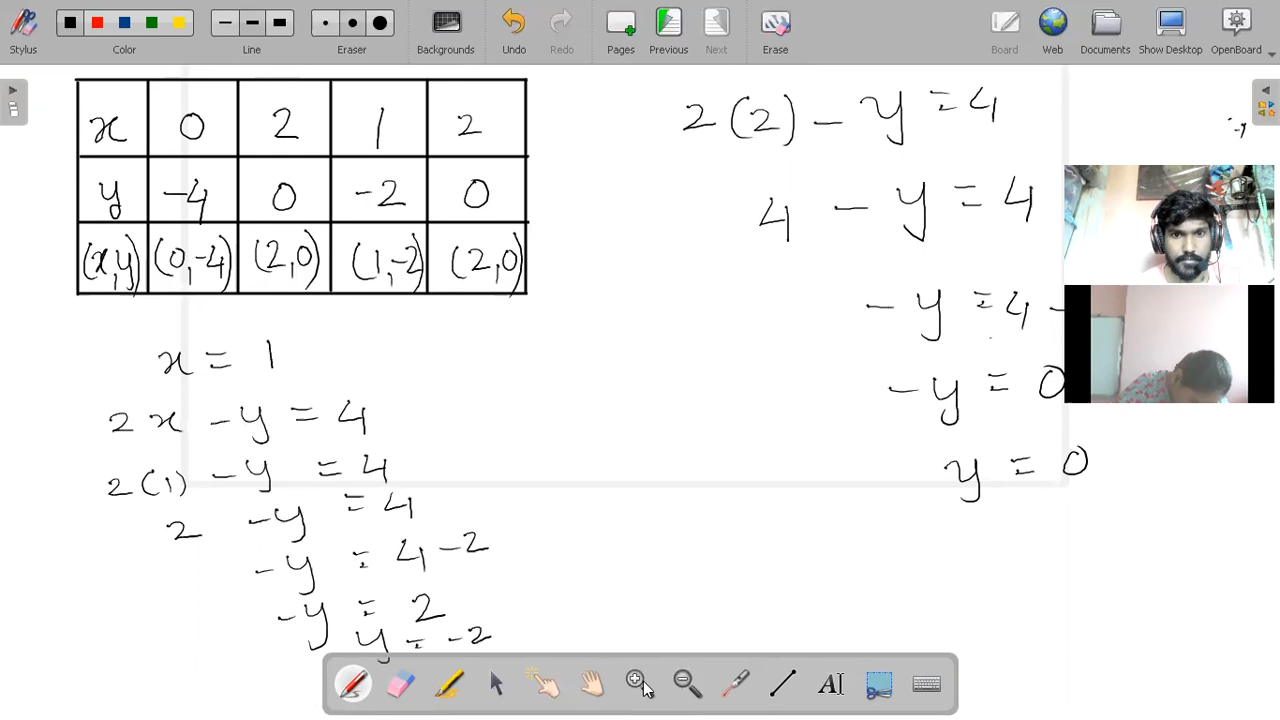 Stylus Color Line Eraser Backgrounds Undo Redo Pages Previous Next Erase Board Web Documents Show Desktop OpenBoard
x 0 2 1 2
y -4 0 -2 0
(x,y) (0,-4) (2,0) (1,-2) (2,0)
x = 1
2x - y = 4
2(1) - y = 4
2 - y = 4
- y = 4 - 2
- y = 2
y = -2
2(2) - y = 4
4 - y = 4
- y = 4 -
- y = 0
y = 0